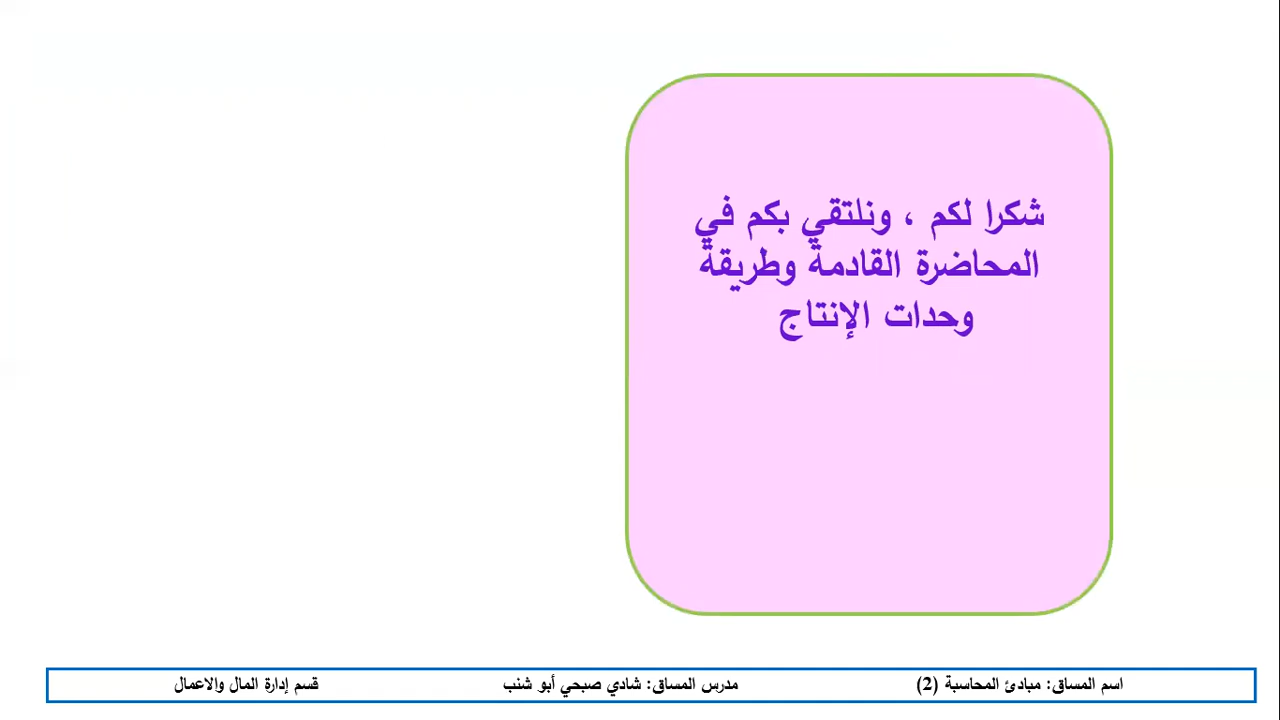 شكرا لكم ، ونلتقي بكم في
المحاضرة القادمة وطريقة
وحدات الإنتاج
اسم المساق: مبادئ المحاسبة (2) مدرس المساق: شادي صبحي أبو شنب قسم إدارة المال والاعمال